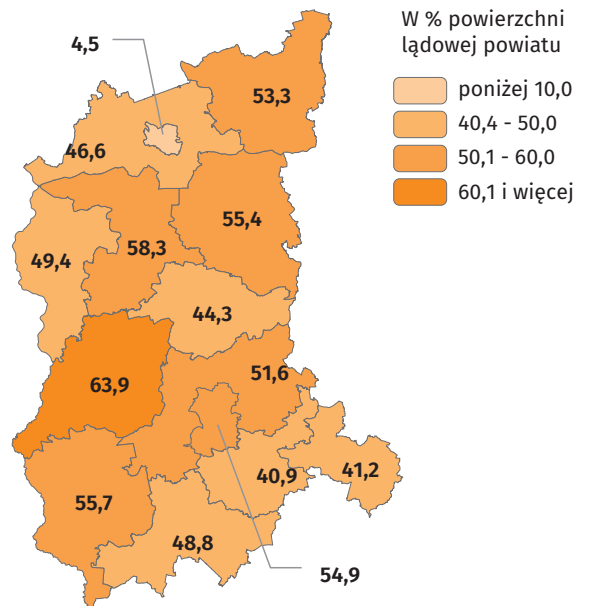 W % powierzchni
lądowej powiatu
poniżej 10,0
40,4 - 50,0
50,1 - 60,0
60,1 i więcej
4,5
53,3
46,6
55,4
58,3
49,4
44,3
51,6
63,9
41,2
40,9
55,7
48,8
54,9